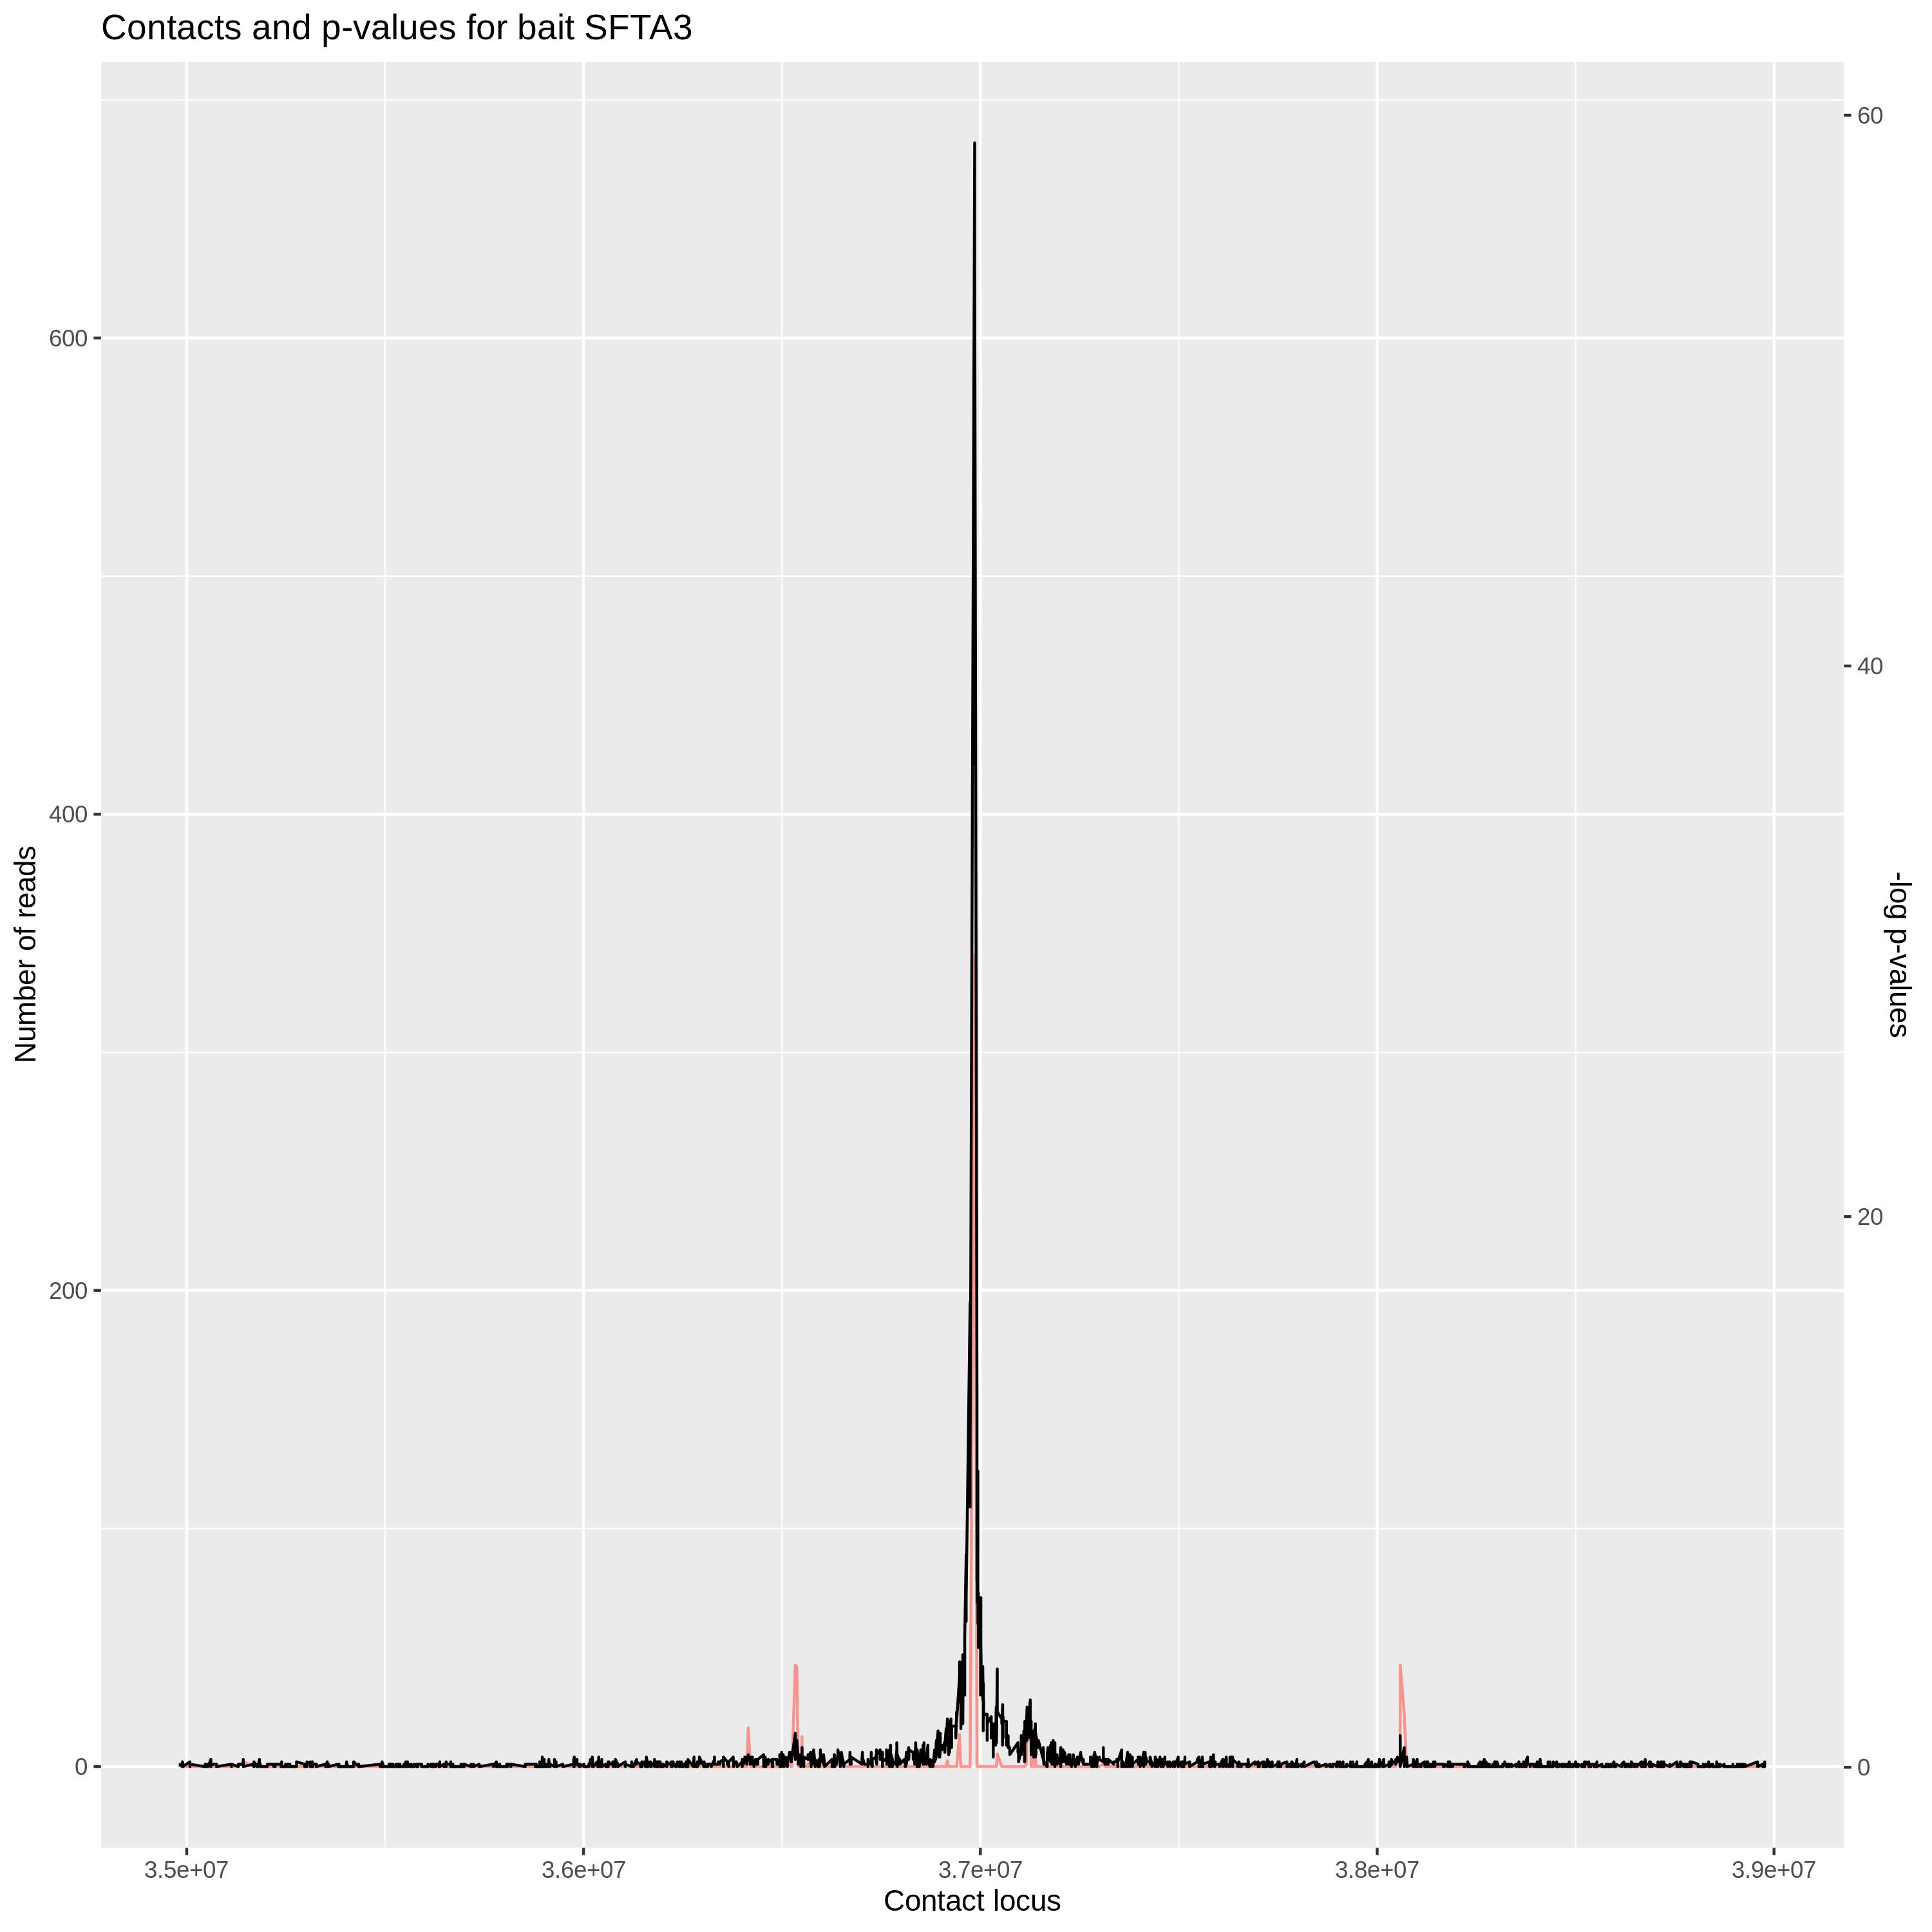 Contacts and p-values for bait SFTA3
Number of reads
600
400
200
0
60
40
20
0
-log p-values
3.5e+07
3.6e+07
3.7e+07
3.8e+07
3.9e+07
Contact locus